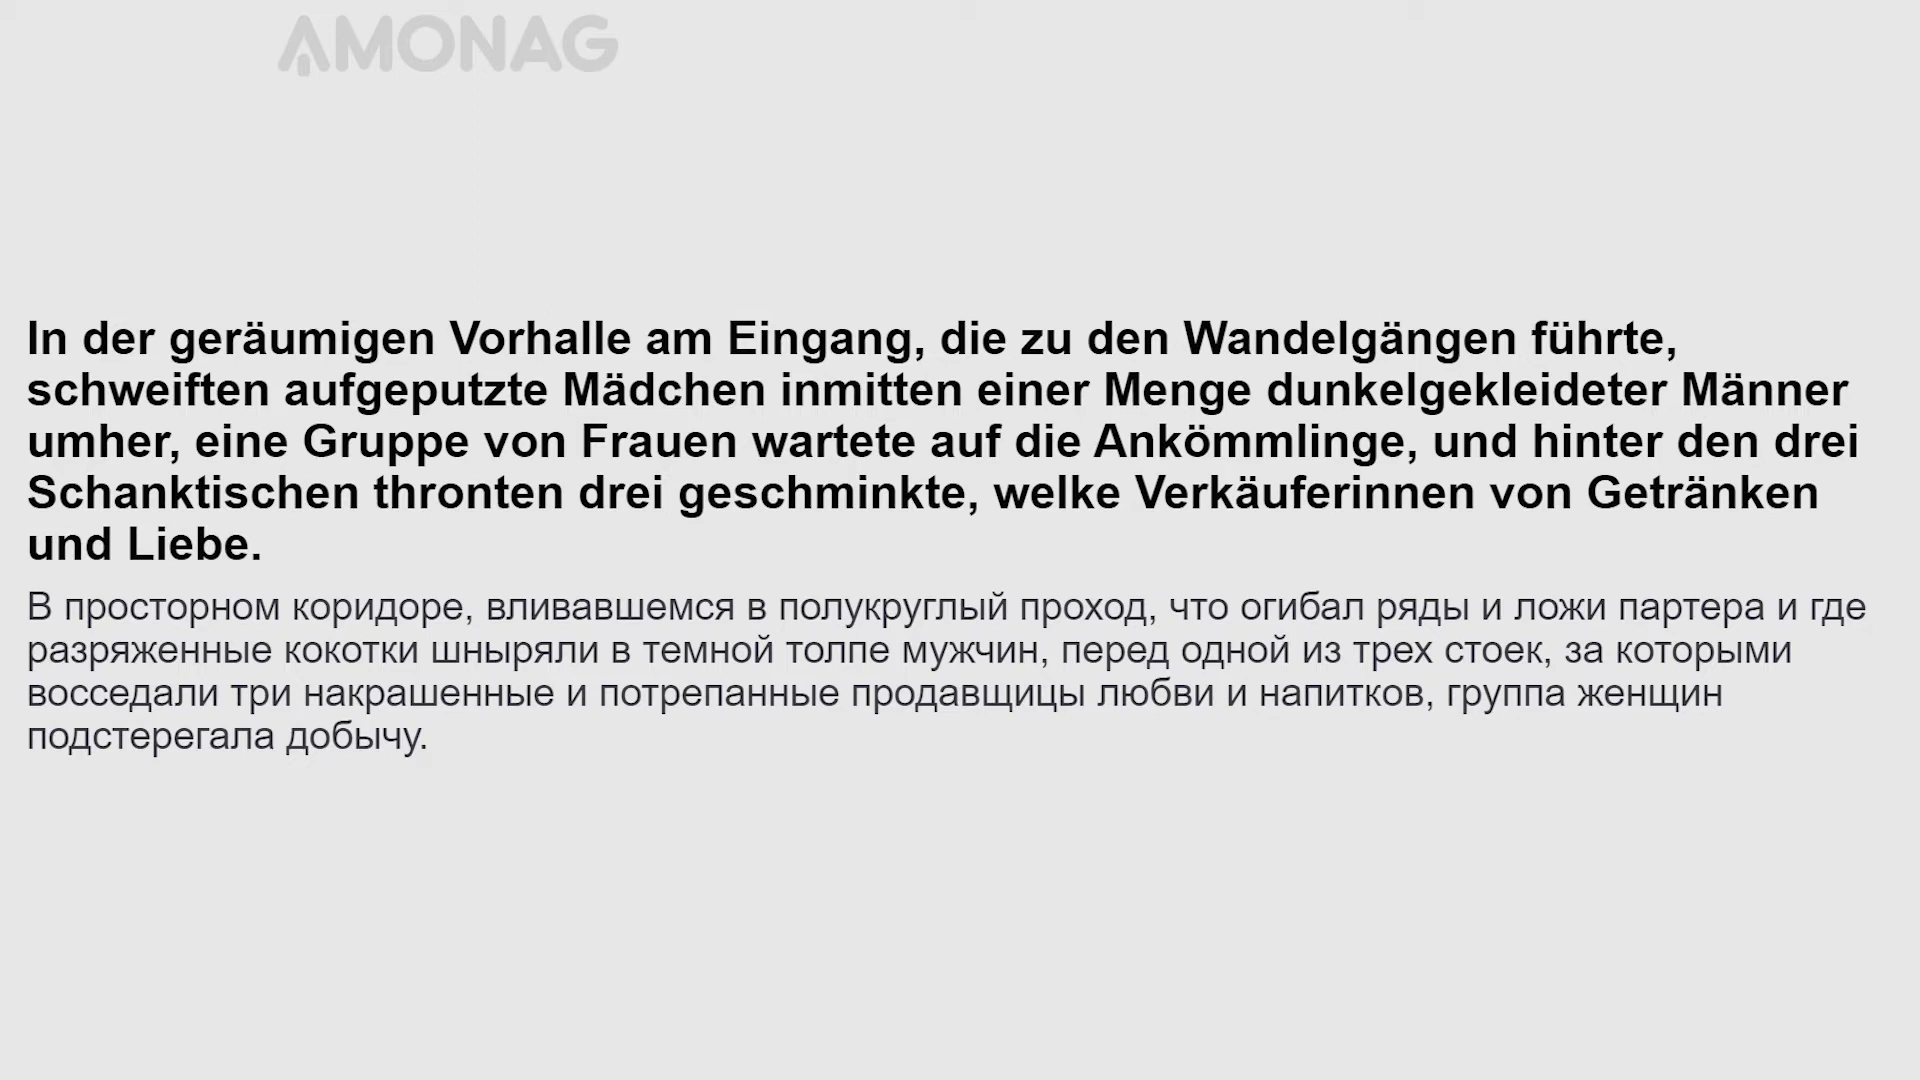 AMONAG
In der geräumigen Vorhalle am Eingang, die zu den Wandelgängen führte,
schweiften aufgeputzte Mädchen inmitten einer Menge dunkelgekleideter Männer
umher, eine Gruppe von Frauen wartete auf die Ankömmlinge, und hinter den drei
Schanktischen thronten drei geschminkte, welke Verkäuferinnen von Getränken
und Liebe.
В просторном коридоре, вливавшемся в полукруглый проход, что огибал ряды и ложи партера и где
разряженные кокотки шныряли в темной толпе мужчин, перед одной из трех стоек, за которыми
восседали три накрашенные и потрепанные продавщицы любви и напитков, группа женщин
подстерегала добычу.